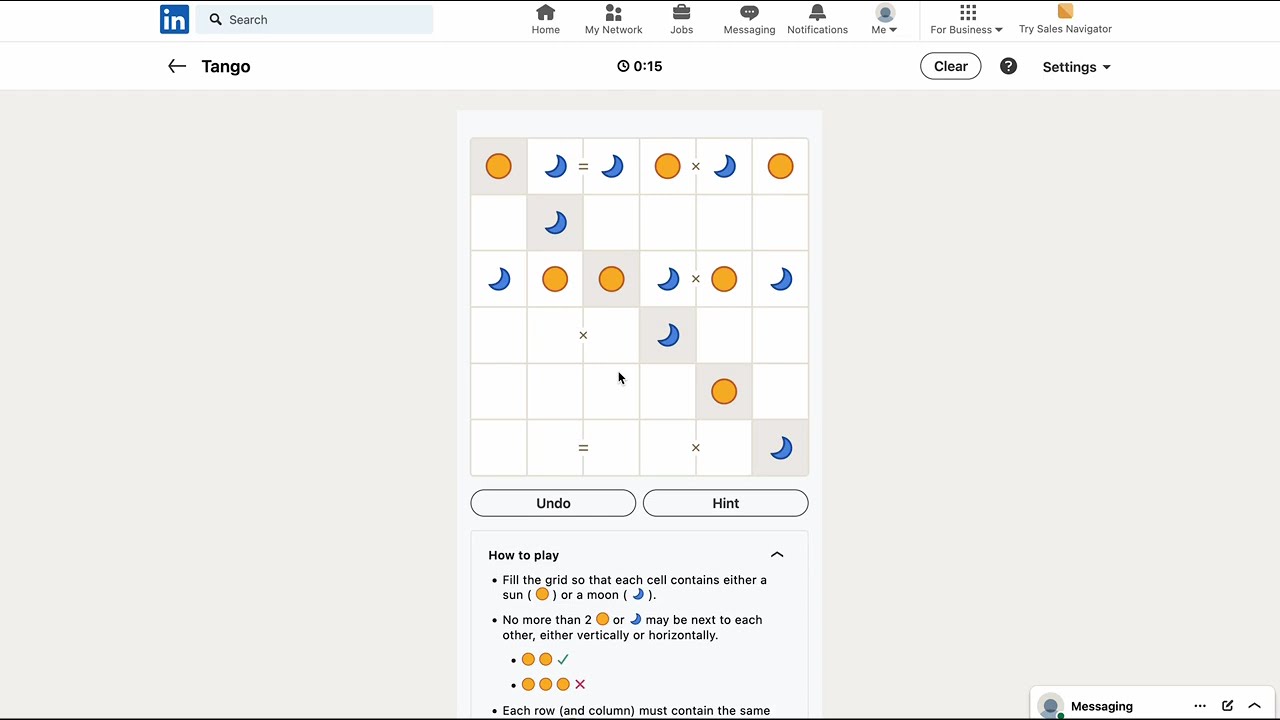 in
Search
Home
My Network
Jobs
Messaging
Notifications
Me
For Business
Try Sales Navigator
Tango
0:15
Clear
?
Settings
= ×
×
×
= ×
Undo
Hint
How to play
• Fill the grid so that each cell contains either a
sun ( ) or a moon ( ).
• No more than 2 or may be next to each
other, either vertically or horizontally.
•
•
• Each row (and column) must contain the same
Messaging